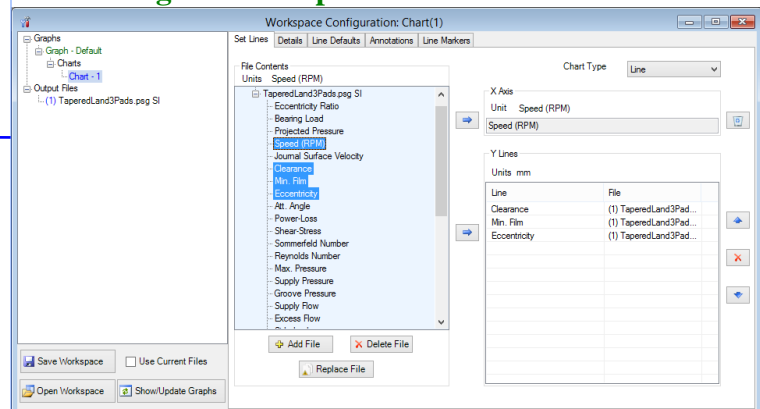 Workspace Configuration: Chart(1)
Graphs
Graph - Default
Charts
Chart - 1
Output Files
(1) TaperedLand3Pads.psg SI
Save Workspace
Use Current Files
Open Workspace
Show/Update Graphs
Set Lines Details Line Defaults Annotations Line Markers
File Contents
Units Speed (RPM)
TaperedLand3Pads.psg SI
Eccentricity Ratio
Bearing Load
Projected Pressure
Speed (RPM)
Journal Surface Velocity
Clearance
Min. Film
Eccentricity
Att. Angle
Power-Loss
Shear-Stress
Sommerfeld Number
Reynolds Number
Max. Pressure
Supply Pressure
Groove Pressure
Supply Flow
Excess Flow
Add File
Delete File
Replace File
Chart Type Line
X Axis
Unit Speed (RPM)
Speed (RPM)
Y Lines
Units mm
Line File
Clearance (1) TaperedLand3Pad...
Min. Film (1) TaperedLand3Pad...
Eccentricity (1) TaperedLand3Pad...